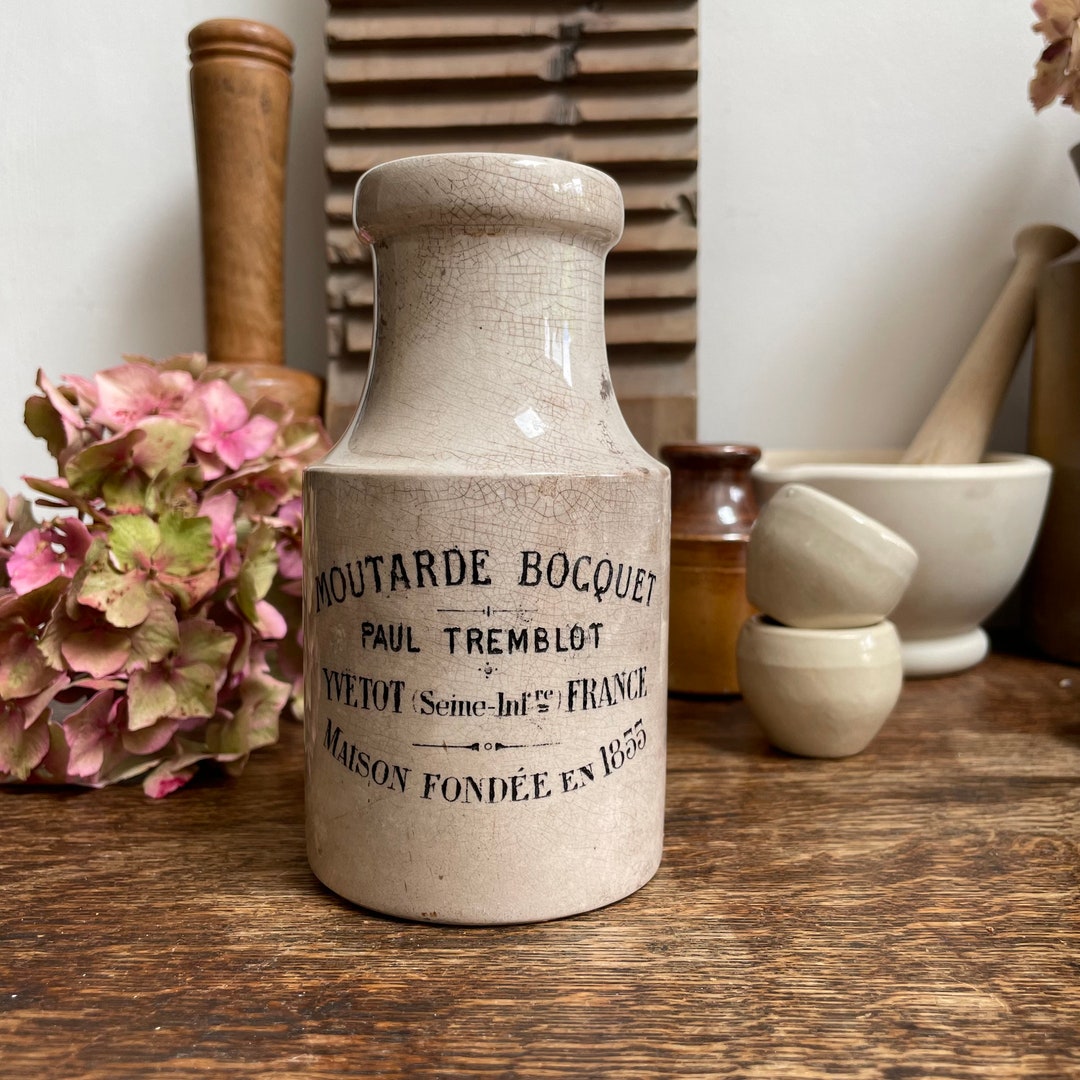 MOUTARDE BOCQUET
PAUL TREMBLOT
YVETOT (Seine-Infre) FRANCE
MAISON FONDÉE EN 1855